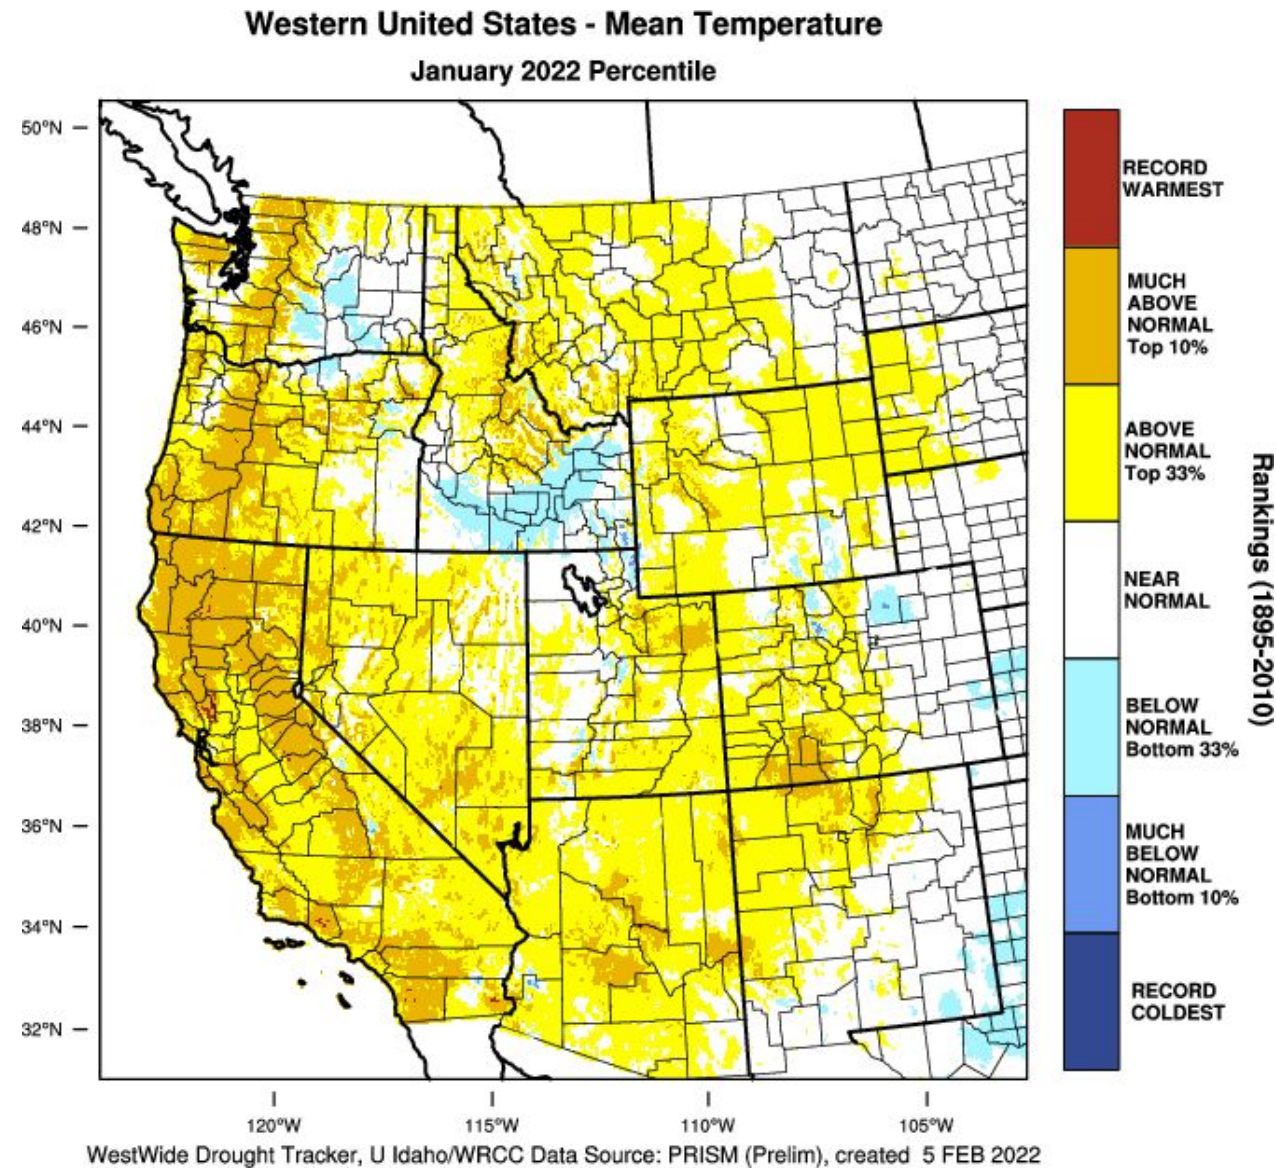 Western United States - Mean Temperature
January 2022 Percentile
50°N
48°N
46°N
44°N
42°N
40°N
38°N
36°N
34°N
32°N
120°W
115°W
110°W
105°W
RECORD
WARMEST
MUCH
ABOVE
NORMAL
Top 10%
ABOVE
NORMAL
Top 33%
NEAR
NORMAL
BELOW
NORMAL
Bottom 33%
MUCH
BELOW
NORMAL
Bottom 10%
RECORD
COLDEST
Rankings (1895-2010)
WestWide Drought Tracker, U Idaho/WRCC Data Source: PRISM (Prelim), created 5 FEB 2022